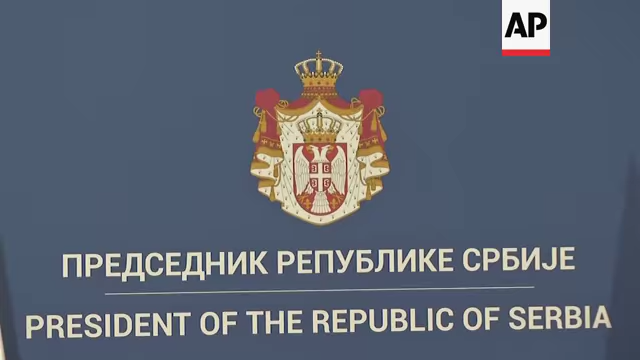 AP
ПРЕДСЕДНИК РЕПУБЛИКЕ СРБИЈЕ
PRESIDENT OF THE REPUBLIC OF SERBIA